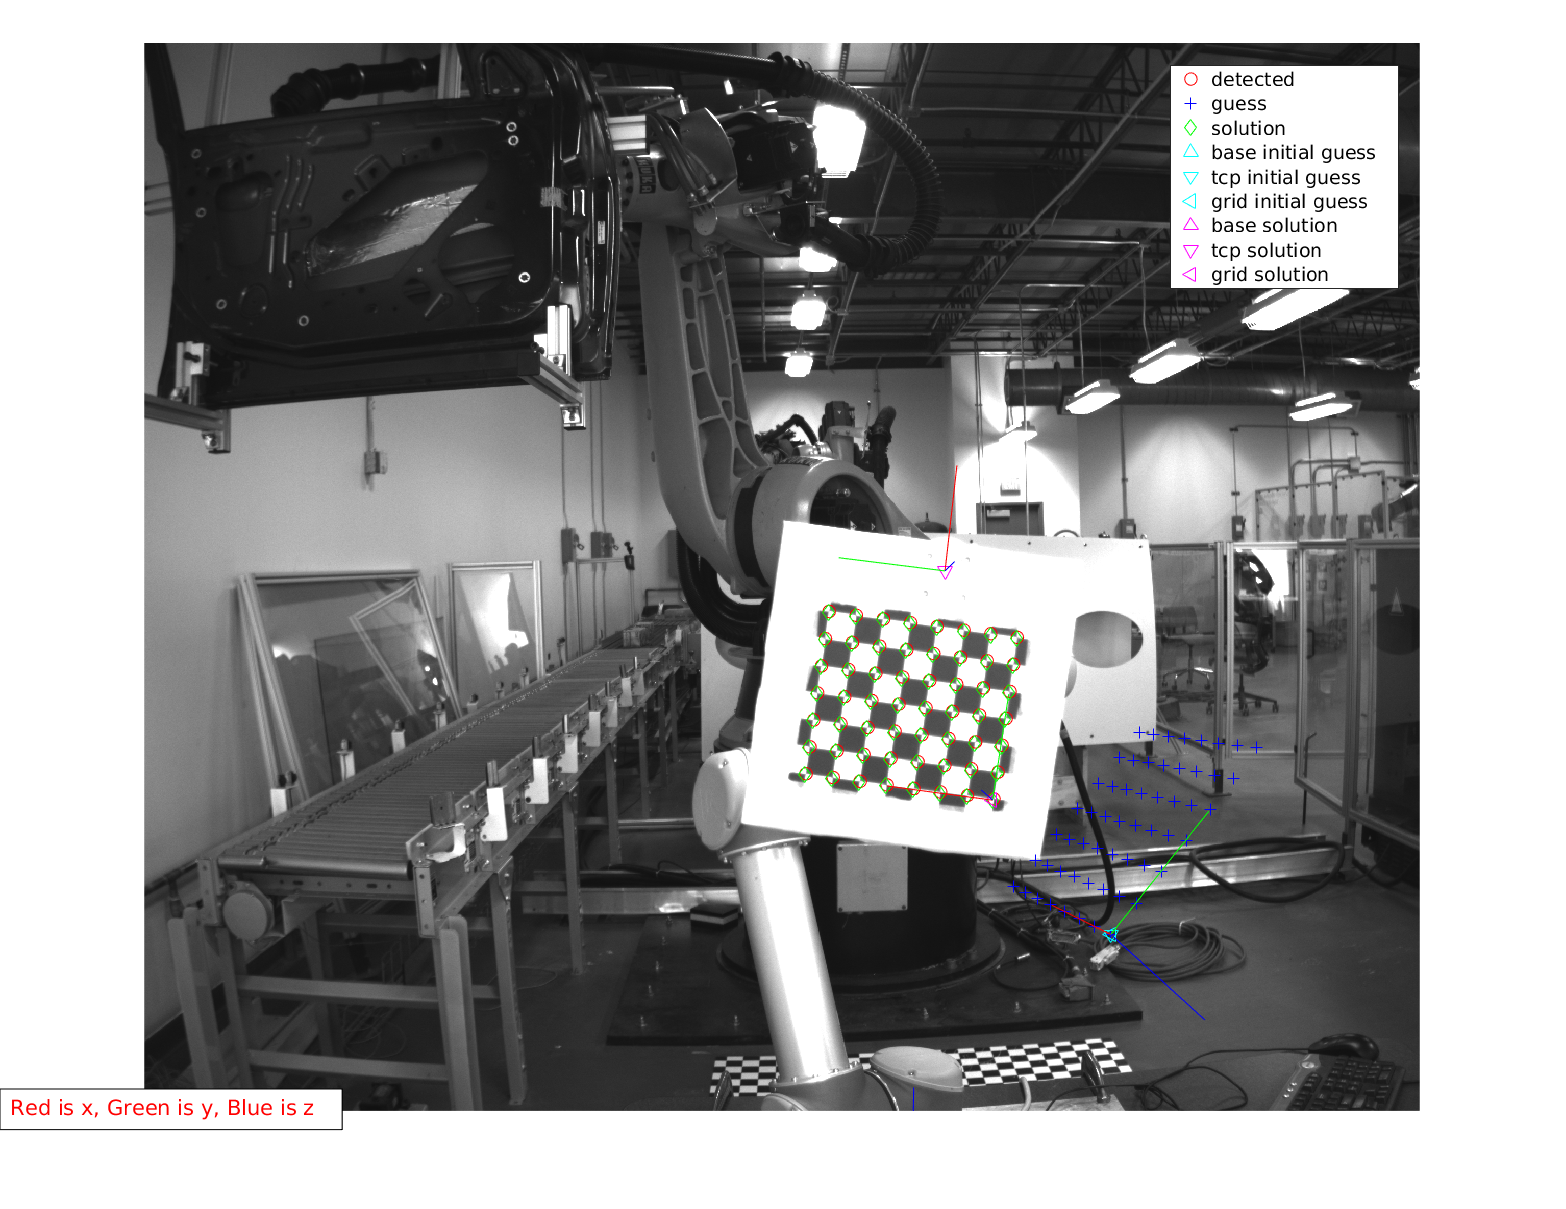 detected
guess
solution
base initial guess
tcp initial guess
grid initial guess
base solution
tcp solution
grid solution
Red is x, Green is y, Blue is z